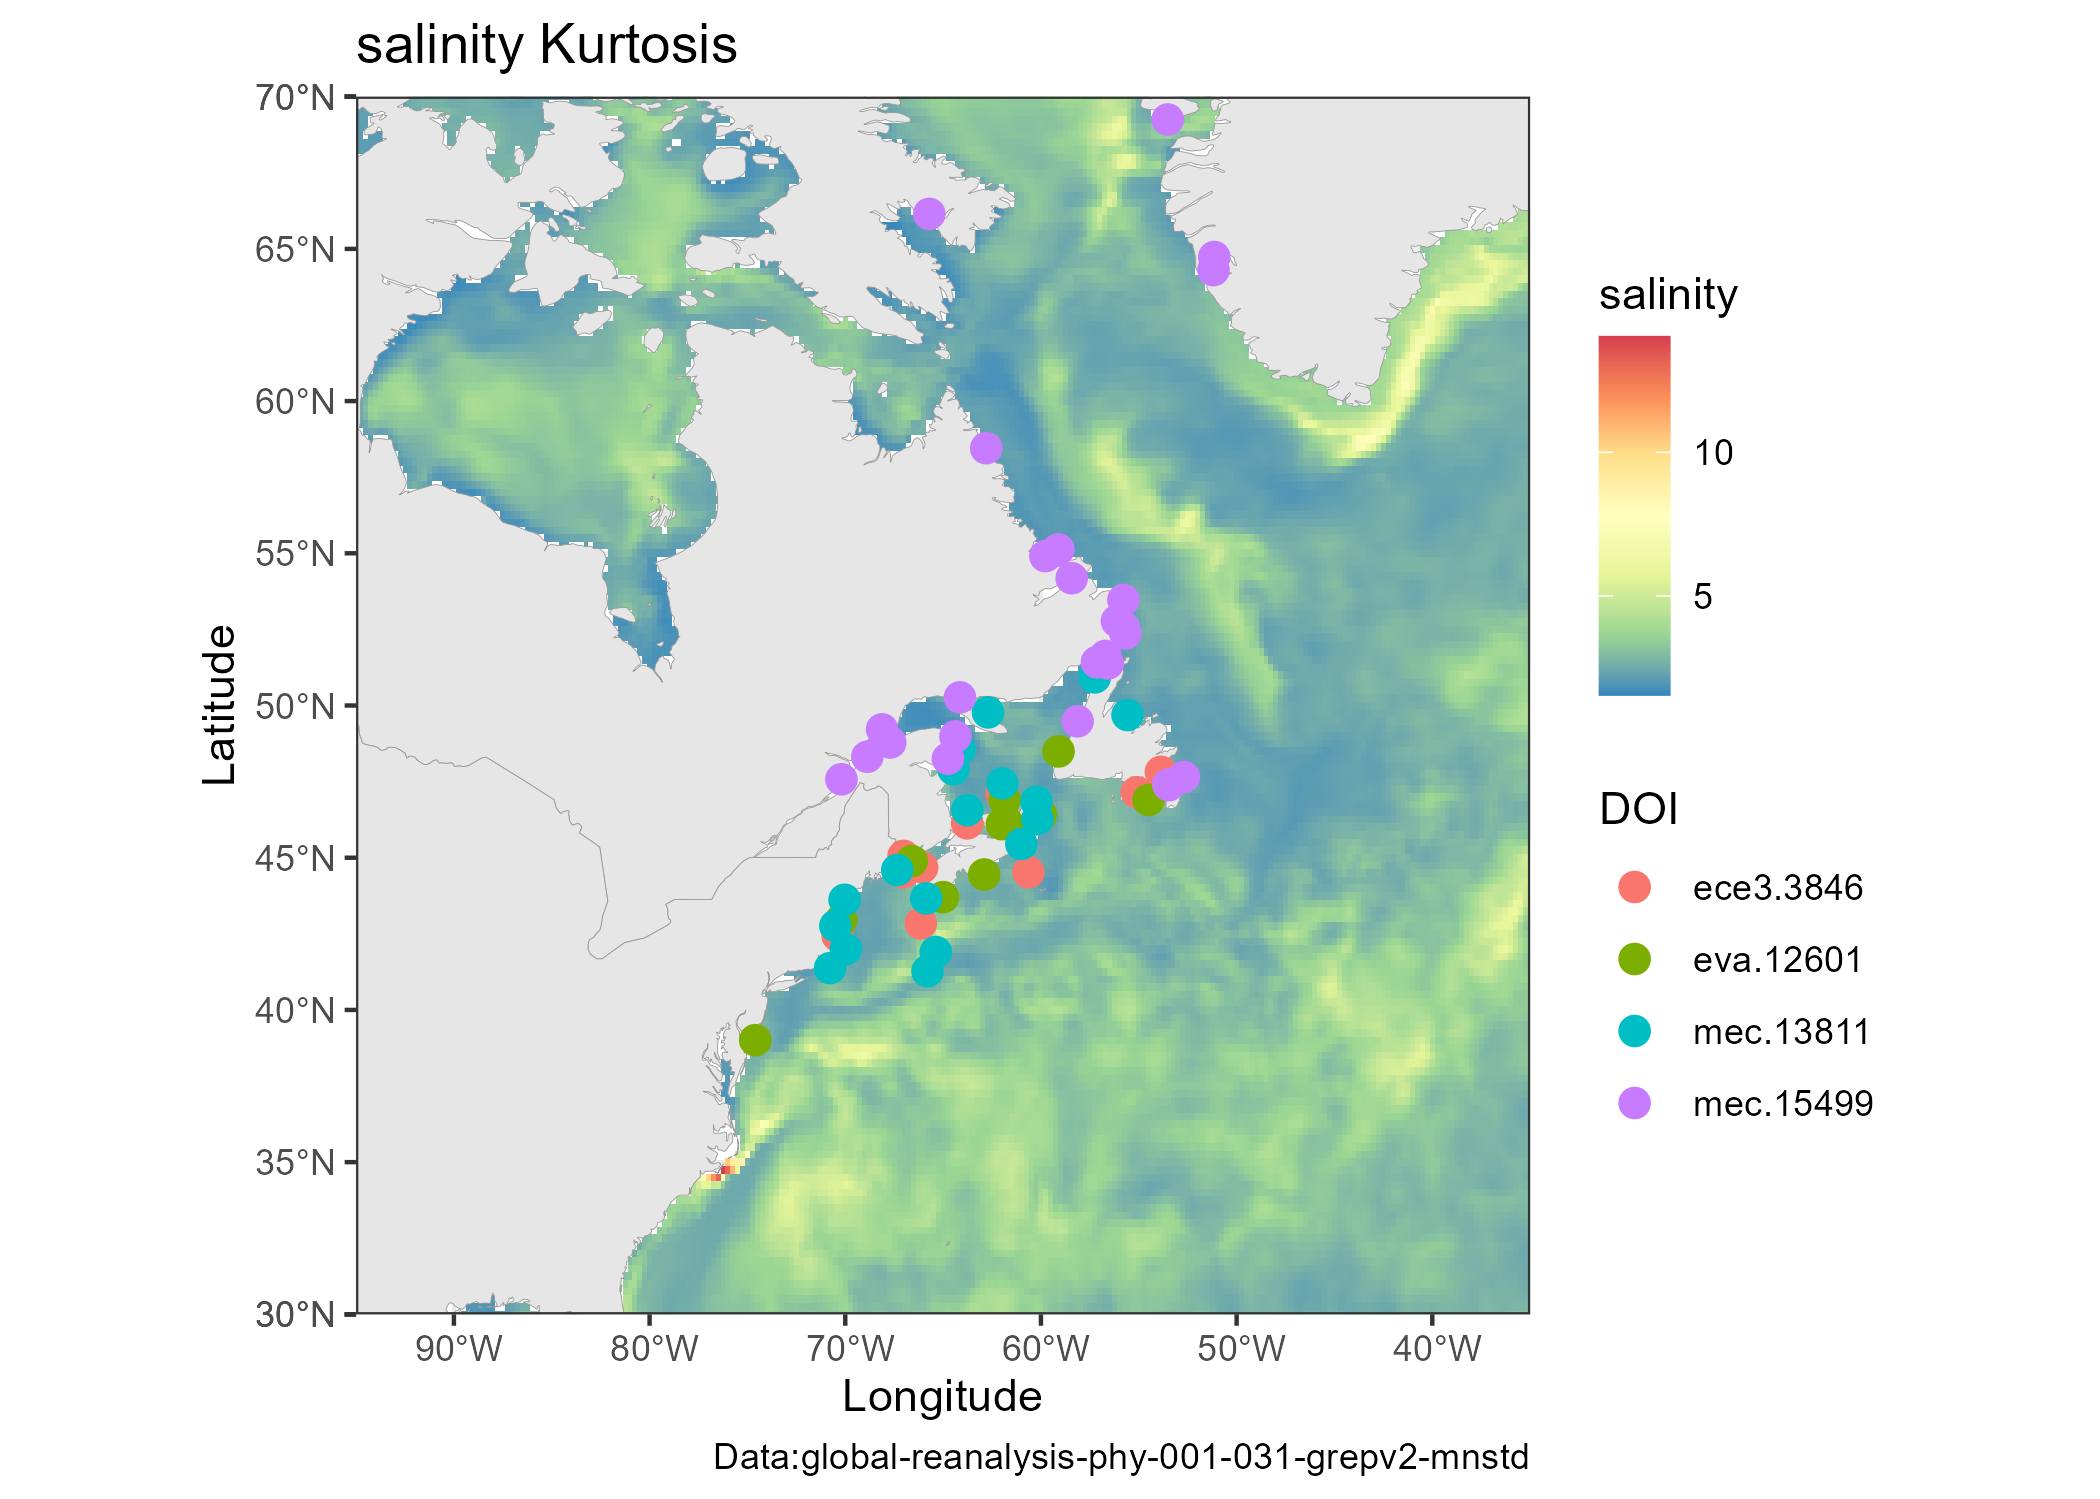 salinity Kurtosis
70°N
65°N
60°N
55°N
50°N
45°N
40°N
35°N
30°N
Latitude
90°W
80°W
70°W
60°W
50°W
40°W
Longitude
Data:global-reanalysis-phy-001-031-grepv2-mnstd
salinity
10
5
DOI
ece3.3846
eva.12601
mec.13811
mec.15499